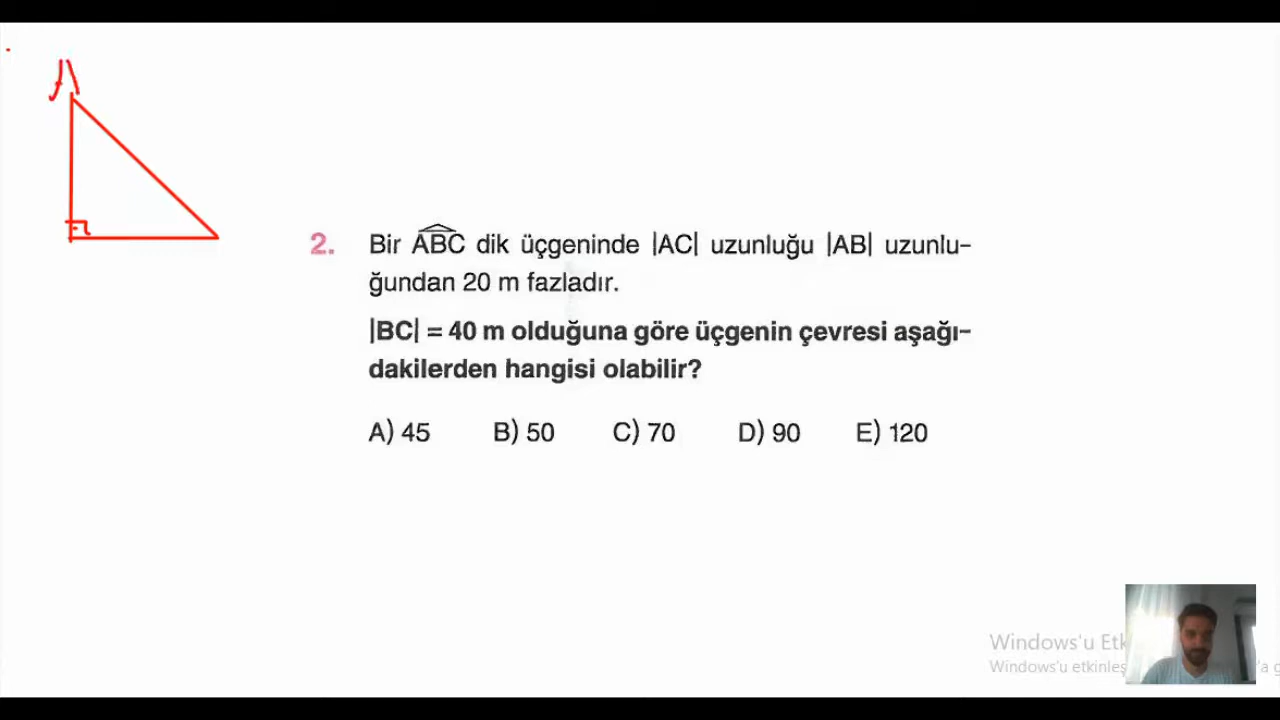 A
2. Bir ABC dik üçgeninde |AC| uzunluğu |AB| uzunlu-
ğundan 20 m fazladır.
|BC| = 40 m olduğuna göre üçgenin çevresi aşağı-
dakilerden hangisi olabilir?
A) 45 B) 50 C) 70 D) 90 E) 120
Windows'u Etk
Windows'u etkinleş
'a g